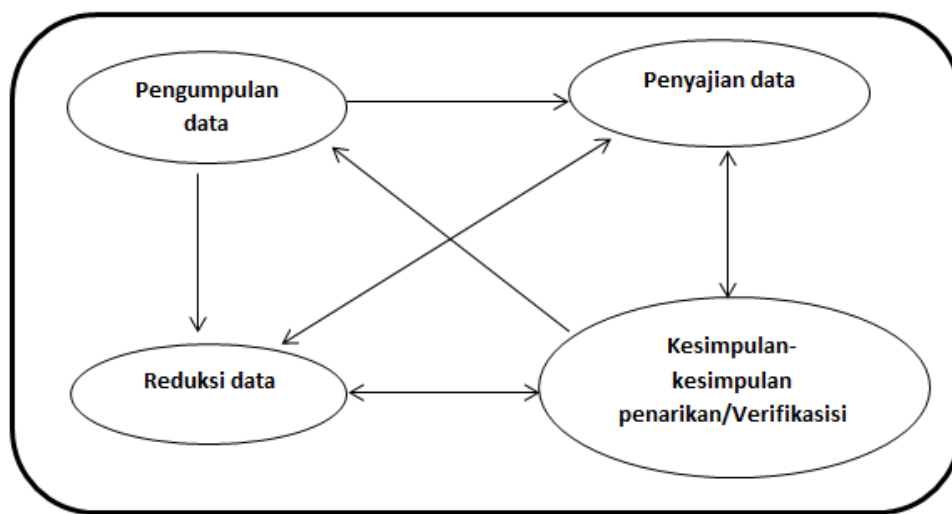 Pengumpulan
data
Penyajian data
Reduksi data
Kesimpulan-
kesimpulan
penarikan/Verifikasisi